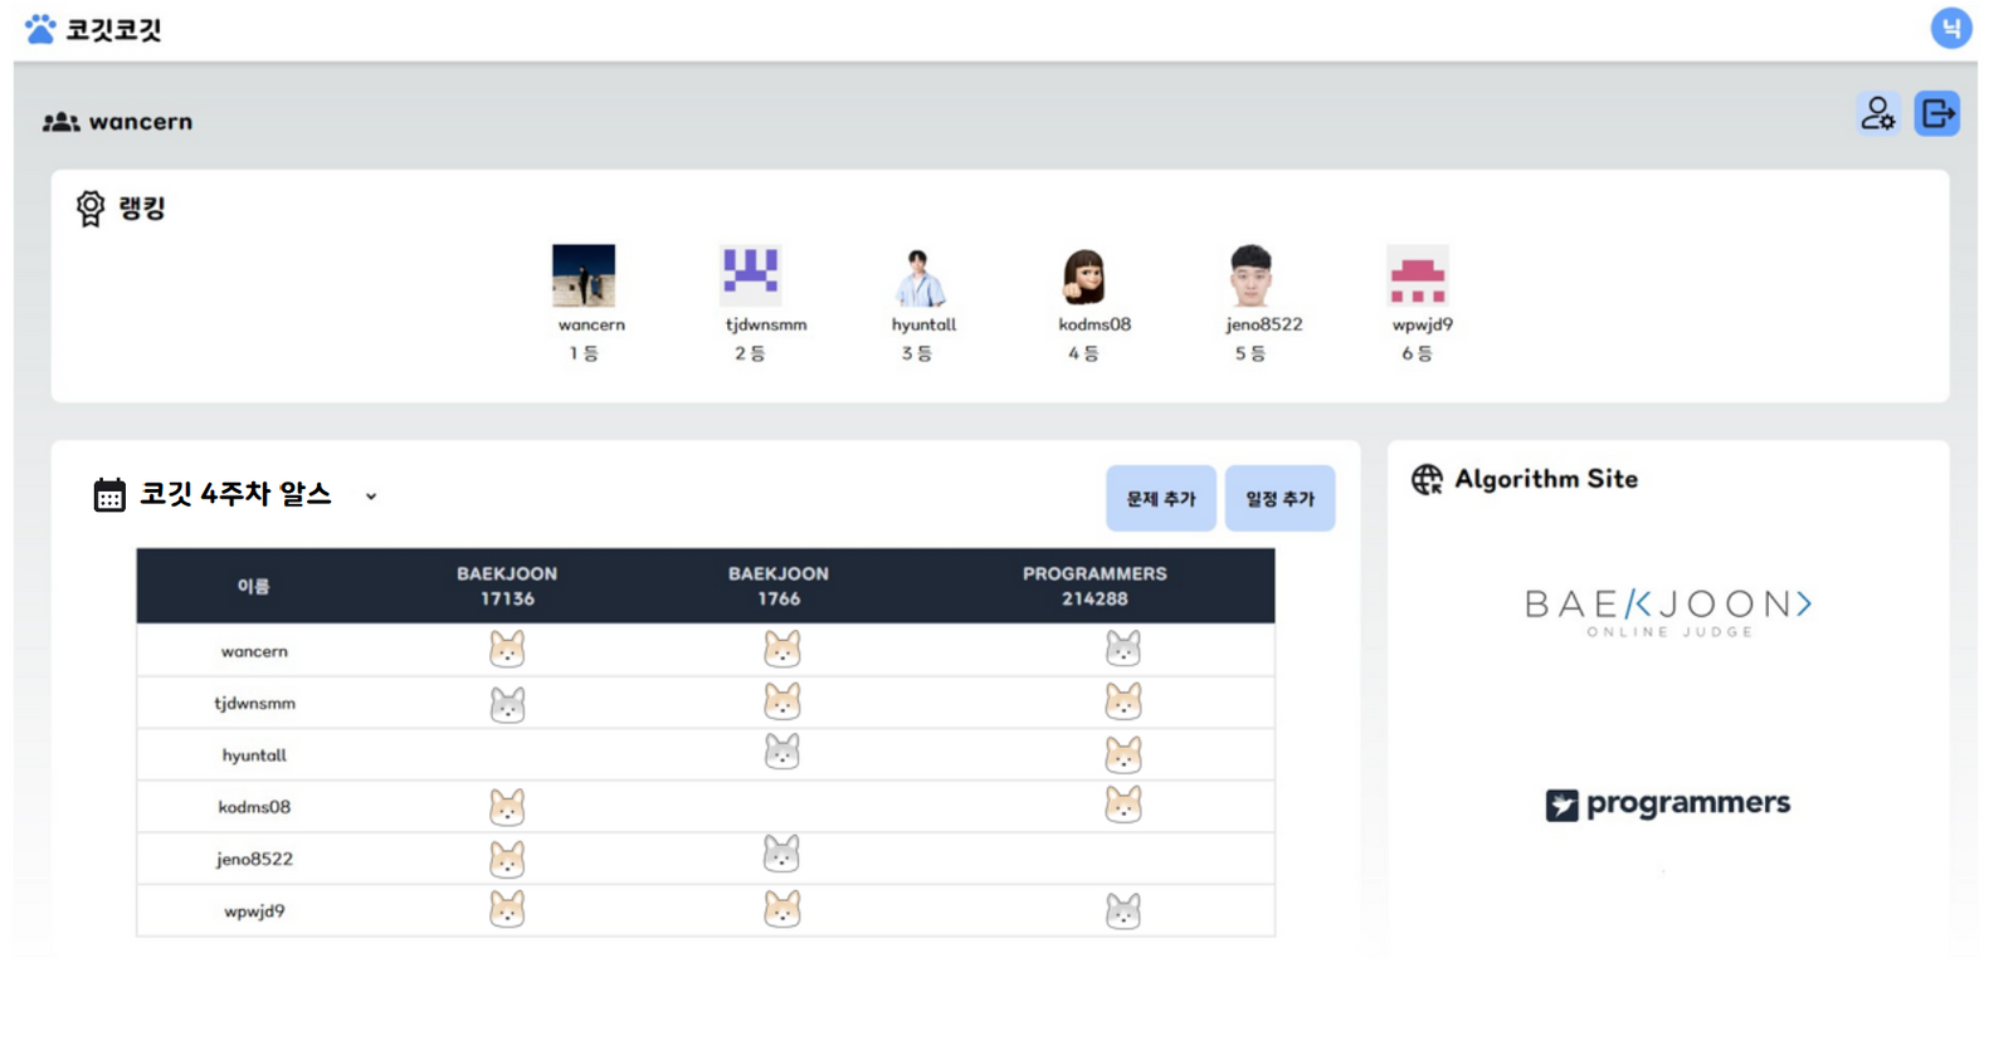 코깃코깃
닉
wancern
랭킹
wancern
1 등
tjdwnsmm
2 등
hyuntall
3 등
kodms08
4 등
jeno8522
5 등
wpwjd9
6 등
코깃 4주차 알스
문제 추가
일정 추가
이름
BAEKJOON
17136
BAEKJOON
1766
PROGRAMMERS
214288
wancern
tjdwnsmm
hyuntall
kodms08
jeno8522
wpwjd9
Algorithm Site
BAEKJOON>
ONLINE JUDGE
programmers